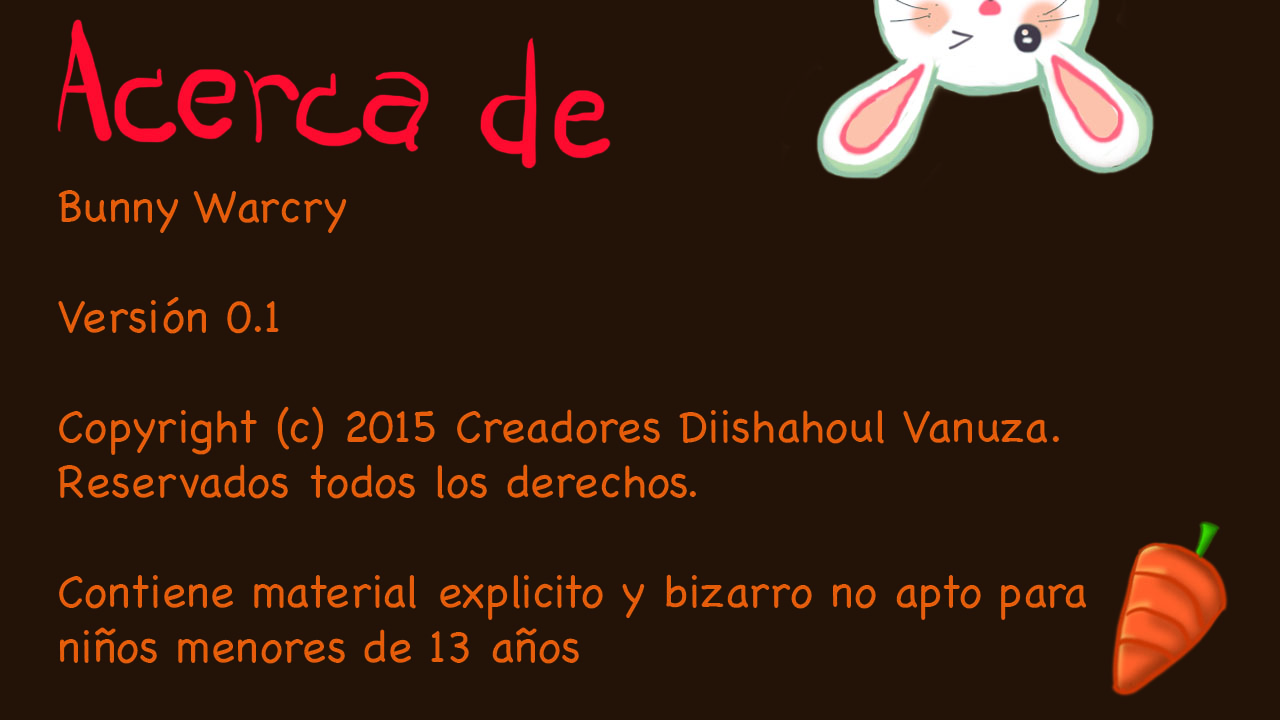 Acerca de
Bunny Warcry
Versión 0.1
Copyright (c) 2015 Creadores Diishahoul Vanuza.
Reservados todos los derechos.
Contiene material explicito y bizarro no apto para
niños menores de 13 años